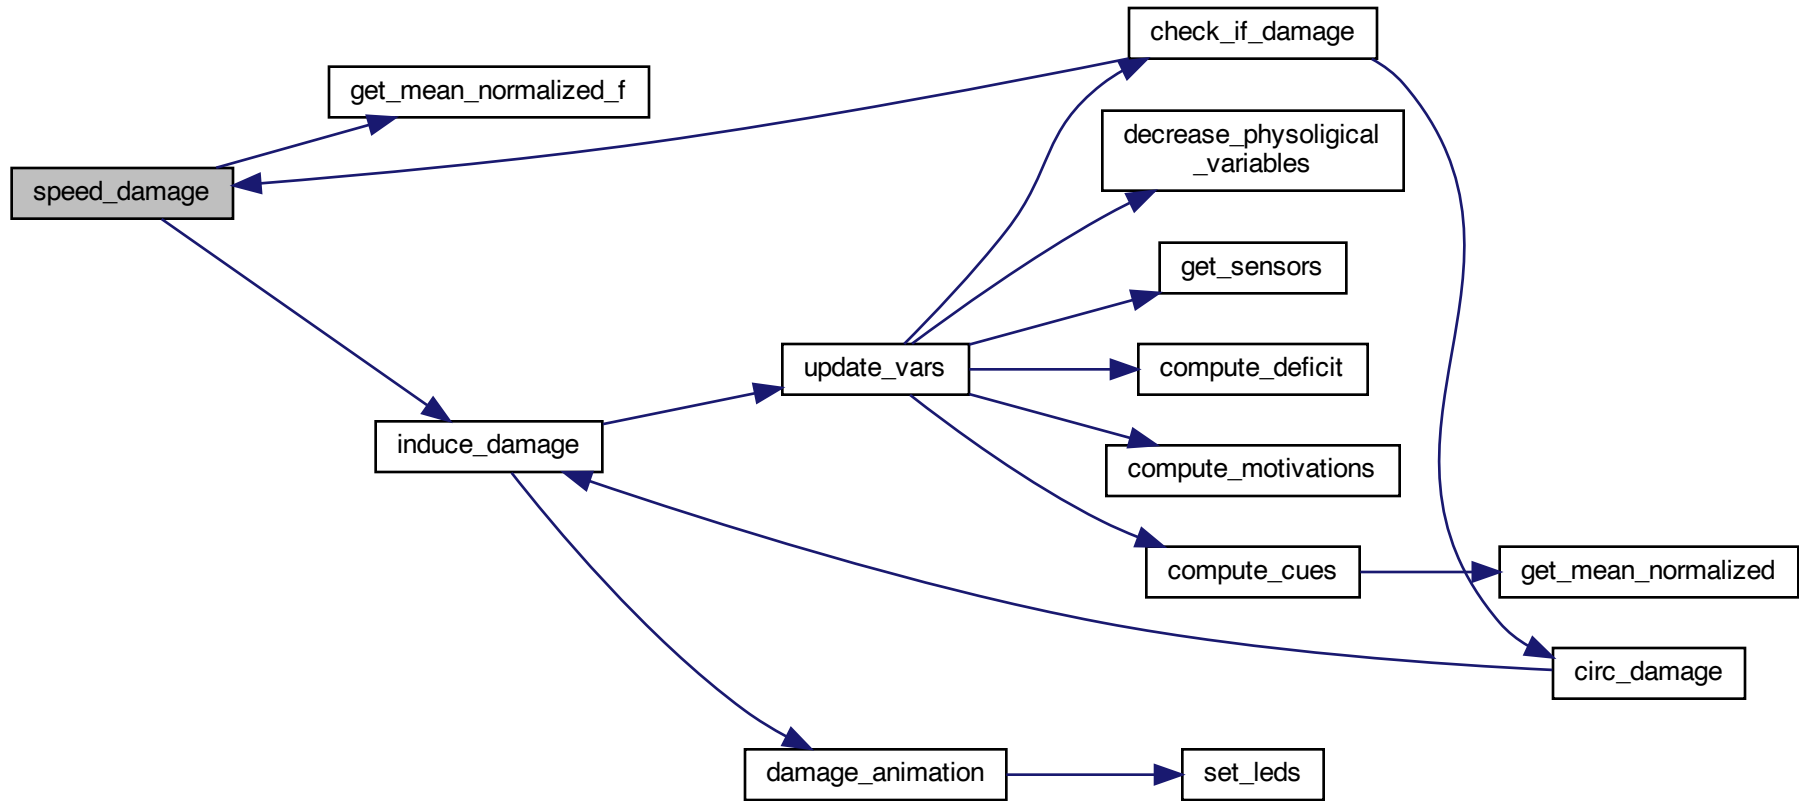 check_if_damage
get_mean_normalized_f
decrease_physoligical
_variables
speed_damage
get_sensors
update_vars
compute_deficit
induce_damage
compute_motivations
compute_cues
get_mean_normalized
circ_damage
damage_animation
set_leds